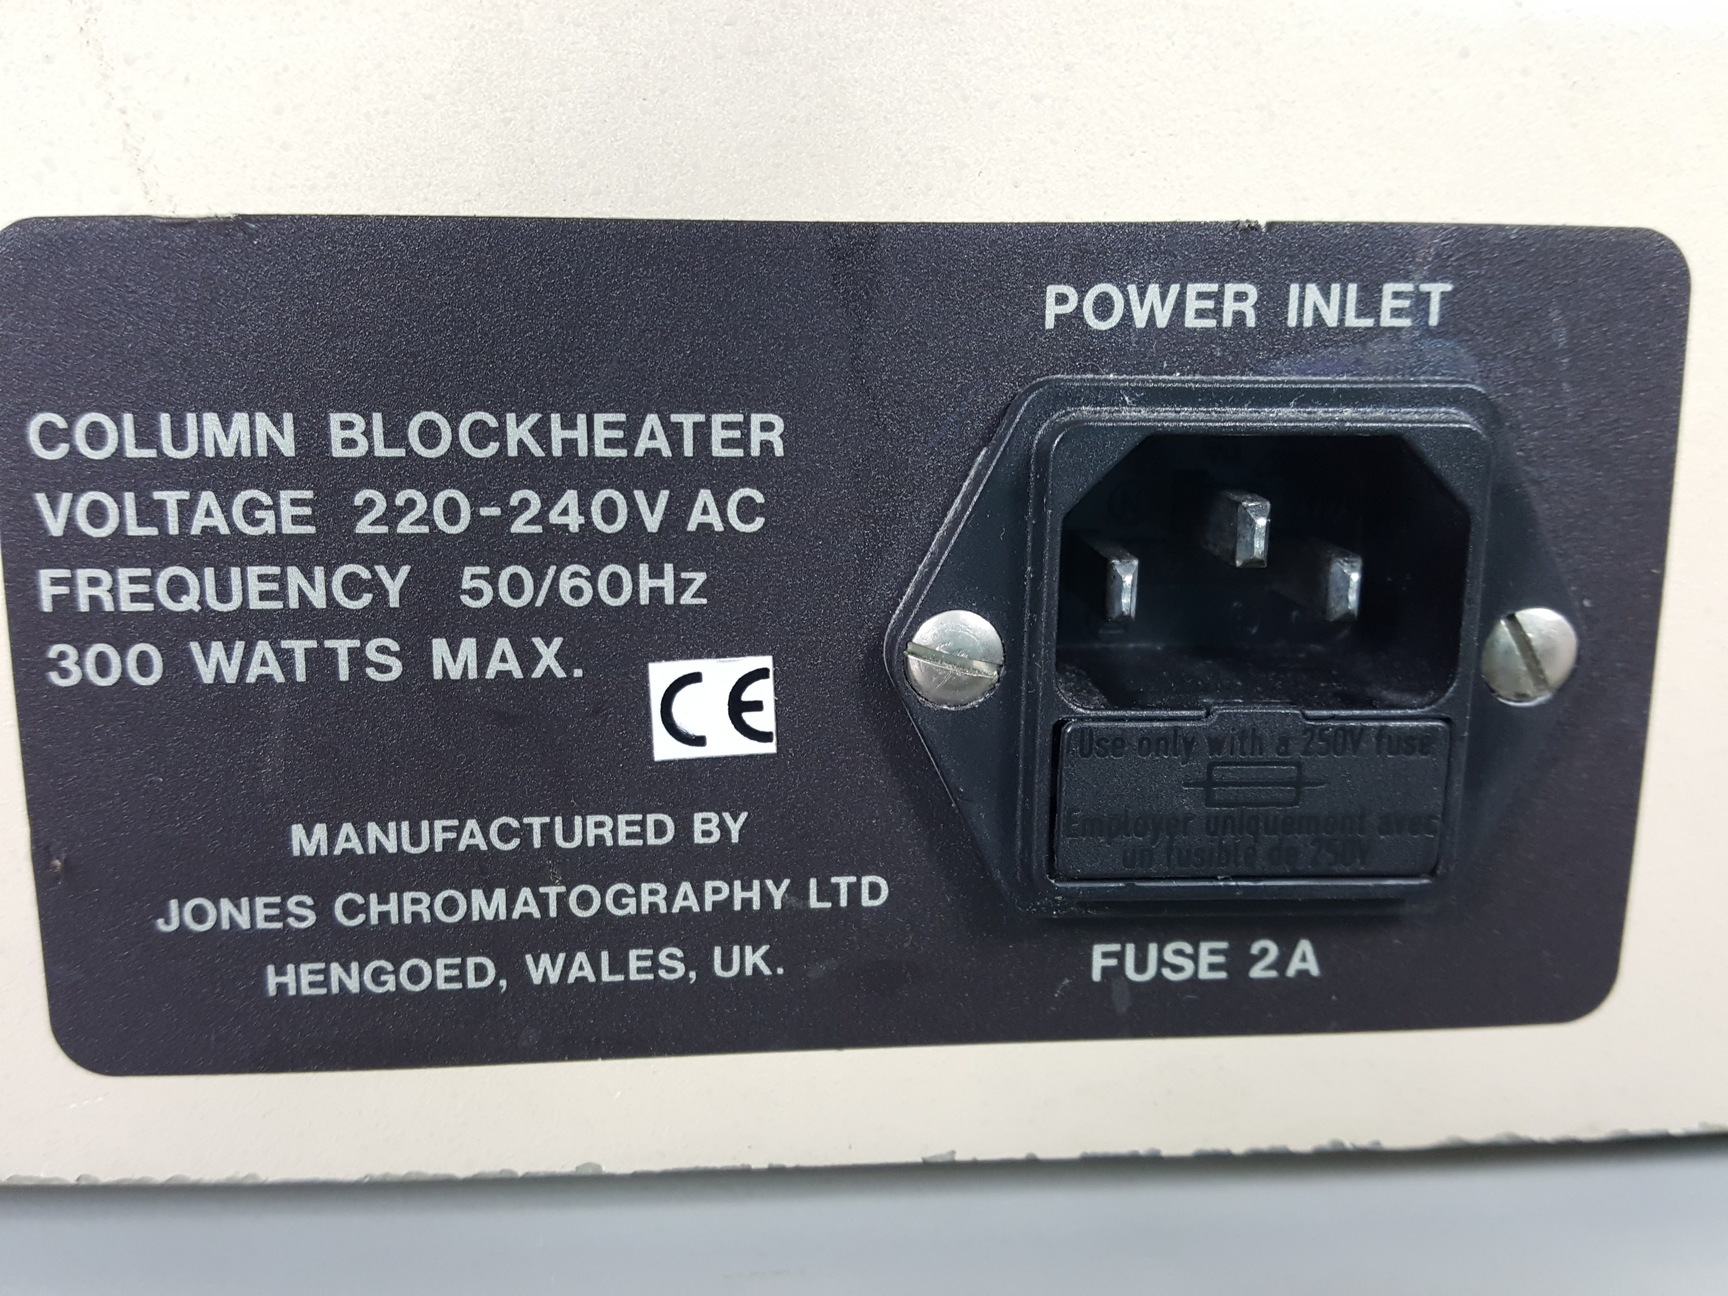 POWER INLET
COLUMN BLOCKHEATER
VOLTAGE 220-240V AC
FREQUENCY 50/60Hz
300 WATTS MAX.
CE
MANUFACTURED BY
JONES CHROMATOGRAPHY LTD
HENGOED, WALES, UK.
Use only with a 250V fuse
Employer uniquement avec
un fusible de 250V
FUSE 2A